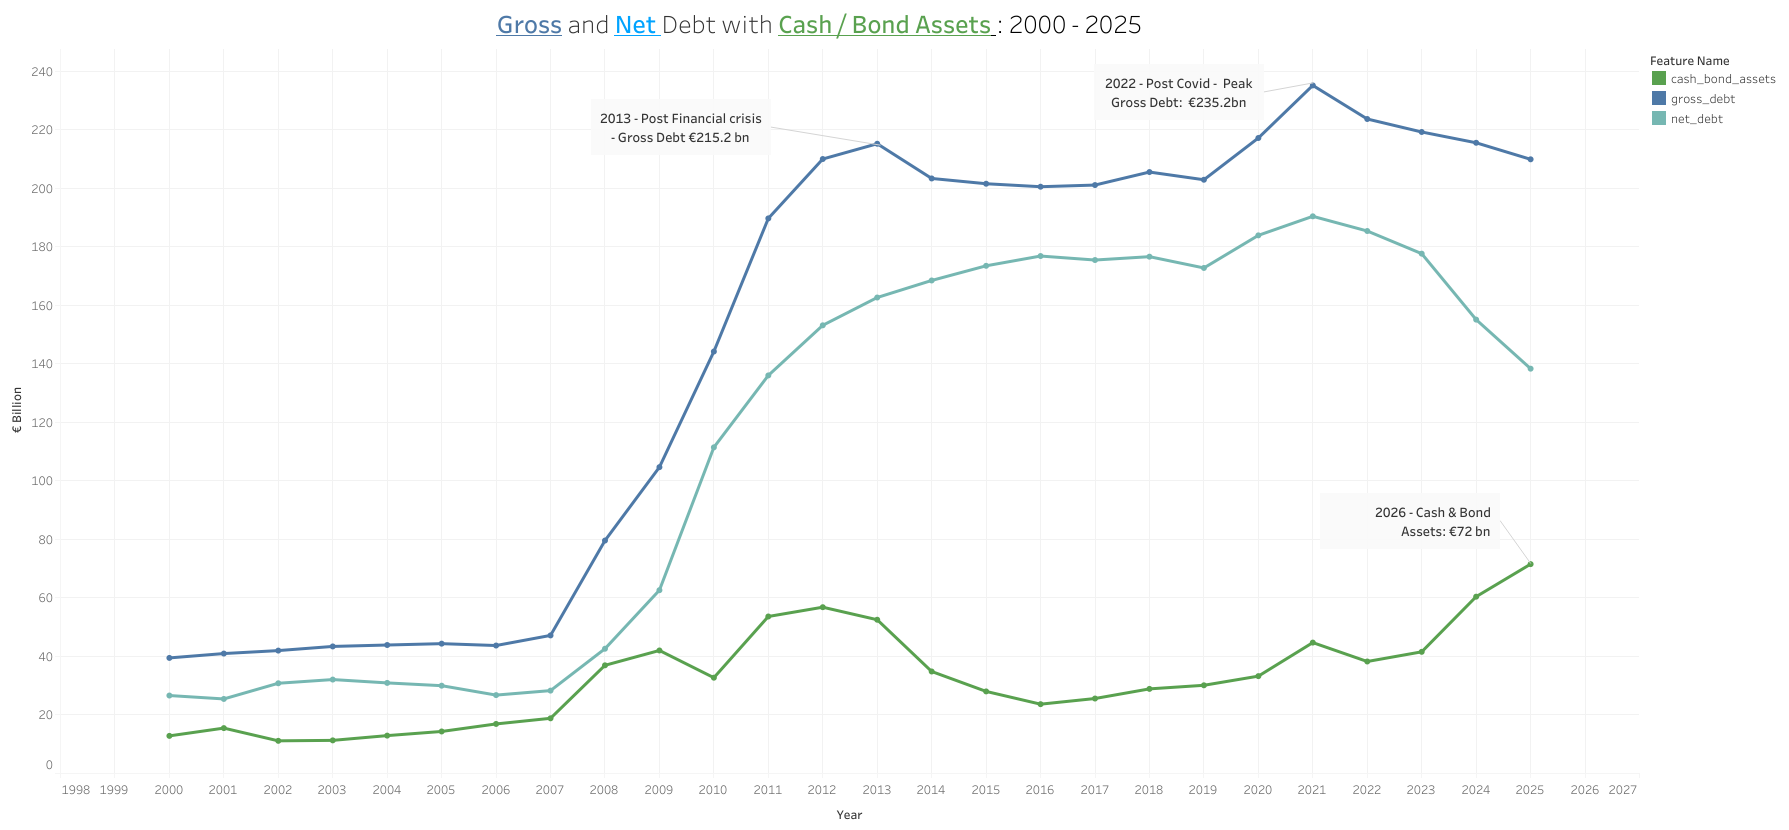 Gross and Net Debt with Cash / Bond Assets : 2000 - 2025
Feature Name
cash_bond_assets
gross_debt
net_debt
2022 - Post Covid - Peak
Gross Debt: €235.2bn
2013 - Post Financial crisis
- Gross Debt €215.2 bn
2026 - Cash & Bond
Assets: €72 bn
€ Billion
240
220
200
180
160
140
120
100
80
60
40
20
0
1998 1999 2000 2001 2002 2003 2004 2005 2006 2007 2008 2009 2010 2011 2012 2013 2014 2015 2016 2017 2018 2019 2020 2021 2022 2023 2024 2025 2026 2027
Year